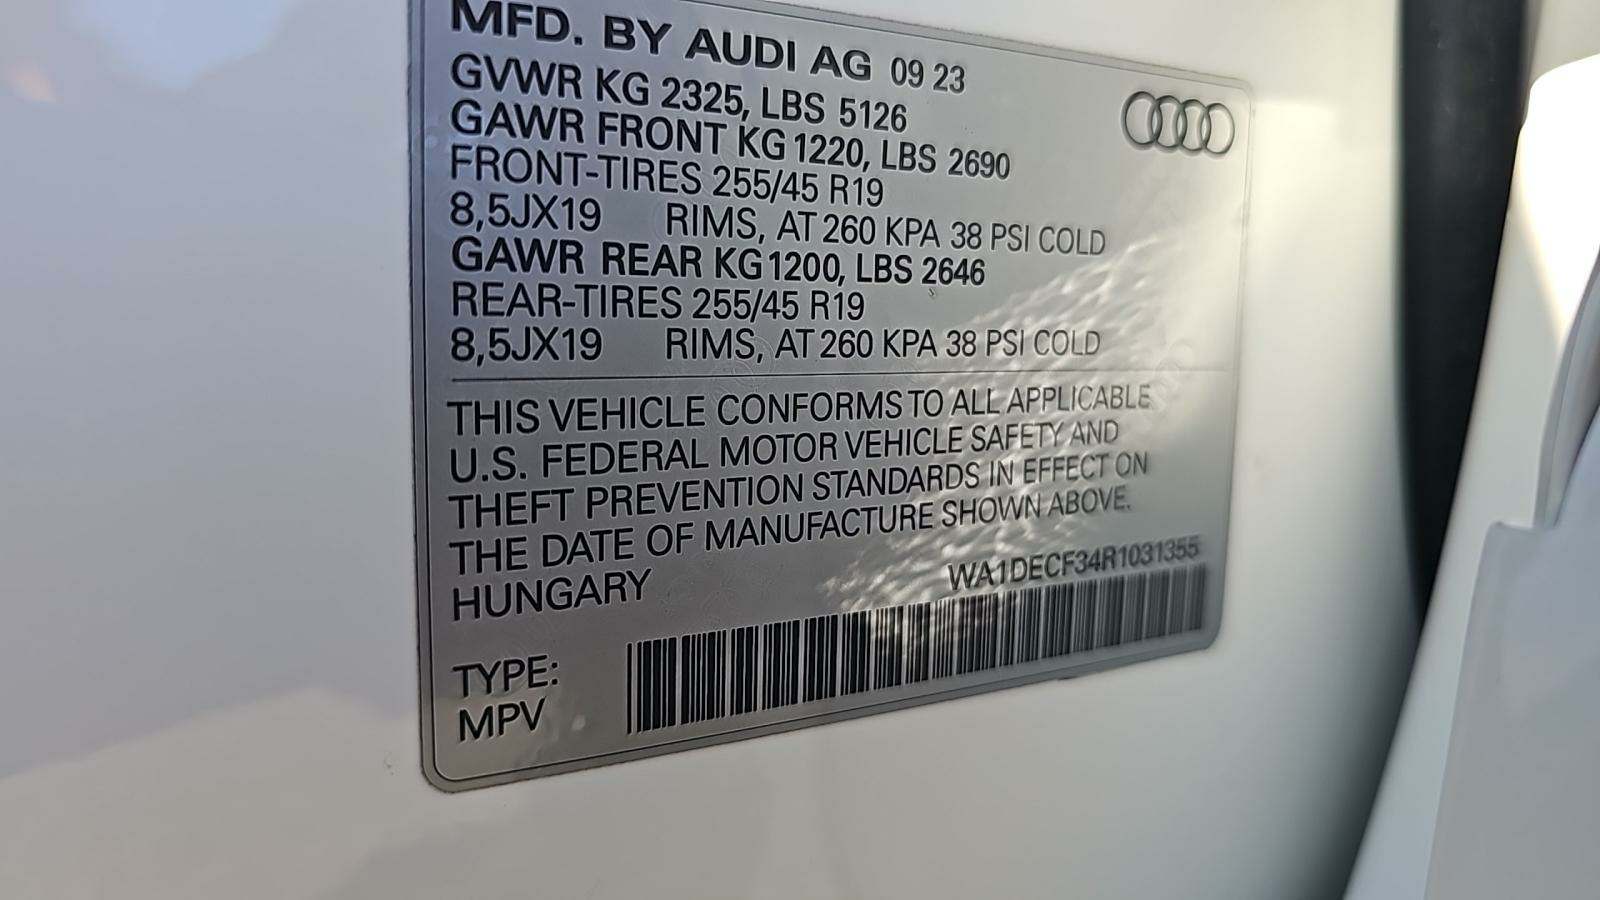 MFD. BY AUDI AG 09 23
GVWR KG 2325, LBS 5126
GAWR FRONT KG 1220, LBS 2690
FRONT-TIRES 255/45 R19
8,5JX19 RIMS, AT 260 KPA 38 PSI COLD
GAWR REAR KG 1200, LBS 2646
REAR-TIRES 255/45 R19
8,5JX19 RIMS, AT 260 KPA 38 PSI COLD
THIS VEHICLE CONFORMS TO ALL APPLICABLE
U.S. FEDERAL MOTOR VEHICLE SAFETY AND
THEFT PREVENTION STANDARDS IN EFFECT ON
THE DATE OF MANUFACTURE SHOWN ABOVE.
HUNGARY WA1DECF34R1031355
TYPE:
MPV